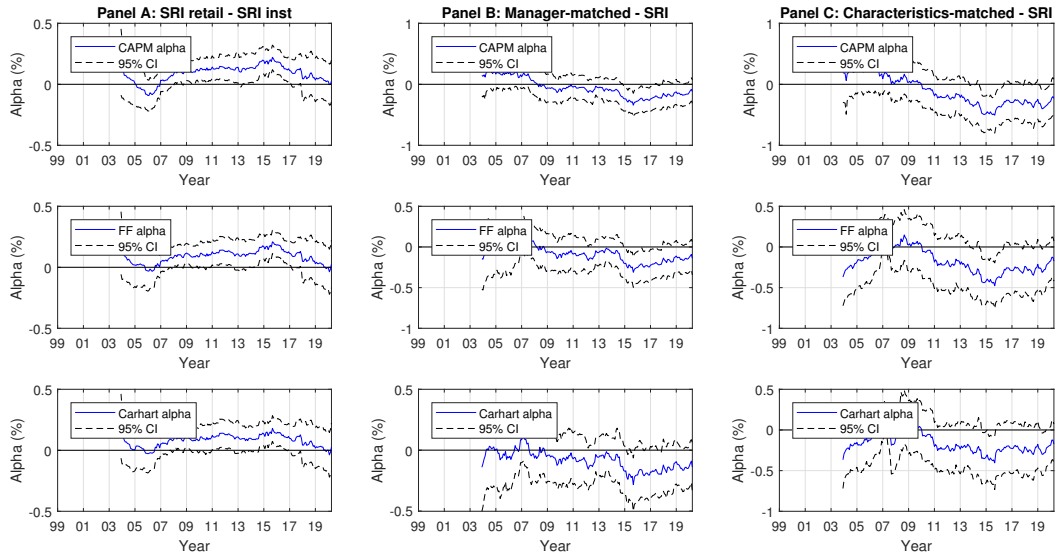 Panel A: SRI retail - SRI inst
0.5
0
-0.5
Alpha (%)
CAPM alpha
95% CI
99 01 03 05 07 09 11 13 15 17 19
Year
Panel B: Manager-matched - SRI
1
0
-1
Alpha (%)
CAPM alpha
95% CI
99 01 03 05 07 09 11 13 15 17 19
Year
Panel C: Characteristics-matched - SRI
1
0
-1
Alpha (%)
CAPM alpha
95% CI
99 01 03 05 07 09 11 13 15 17 19
Year
0.5
0
-0.5
Alpha (%)
FF alpha
95% CI
99 01 03 05 07 09 11 13 15 17 19
Year
0.5
0
-0.5
-1
Alpha (%)
FF alpha
95% CI
99 01 03 05 07 09 11 13 15 17 19
Year
0.5
0
-0.5
-1
Alpha (%)
FF alpha
95% CI
99 01 03 05 07 09 11 13 15 17 19
Year
0.5
0
-0.5
Alpha (%)
Carhart alpha
95% CI
99 01 03 05 07 09 11 13 15 17 19
Year
0.5
0
-0.5
Alpha (%)
Carhart alpha
95% CI
99 01 03 05 07 09 11 13 15 17 19
Year
0.5
0
-0.5
-1
Alpha (%)
Carhart alpha
95% CI
99 01 03 05 07 09 11 13 15 17 19
Year